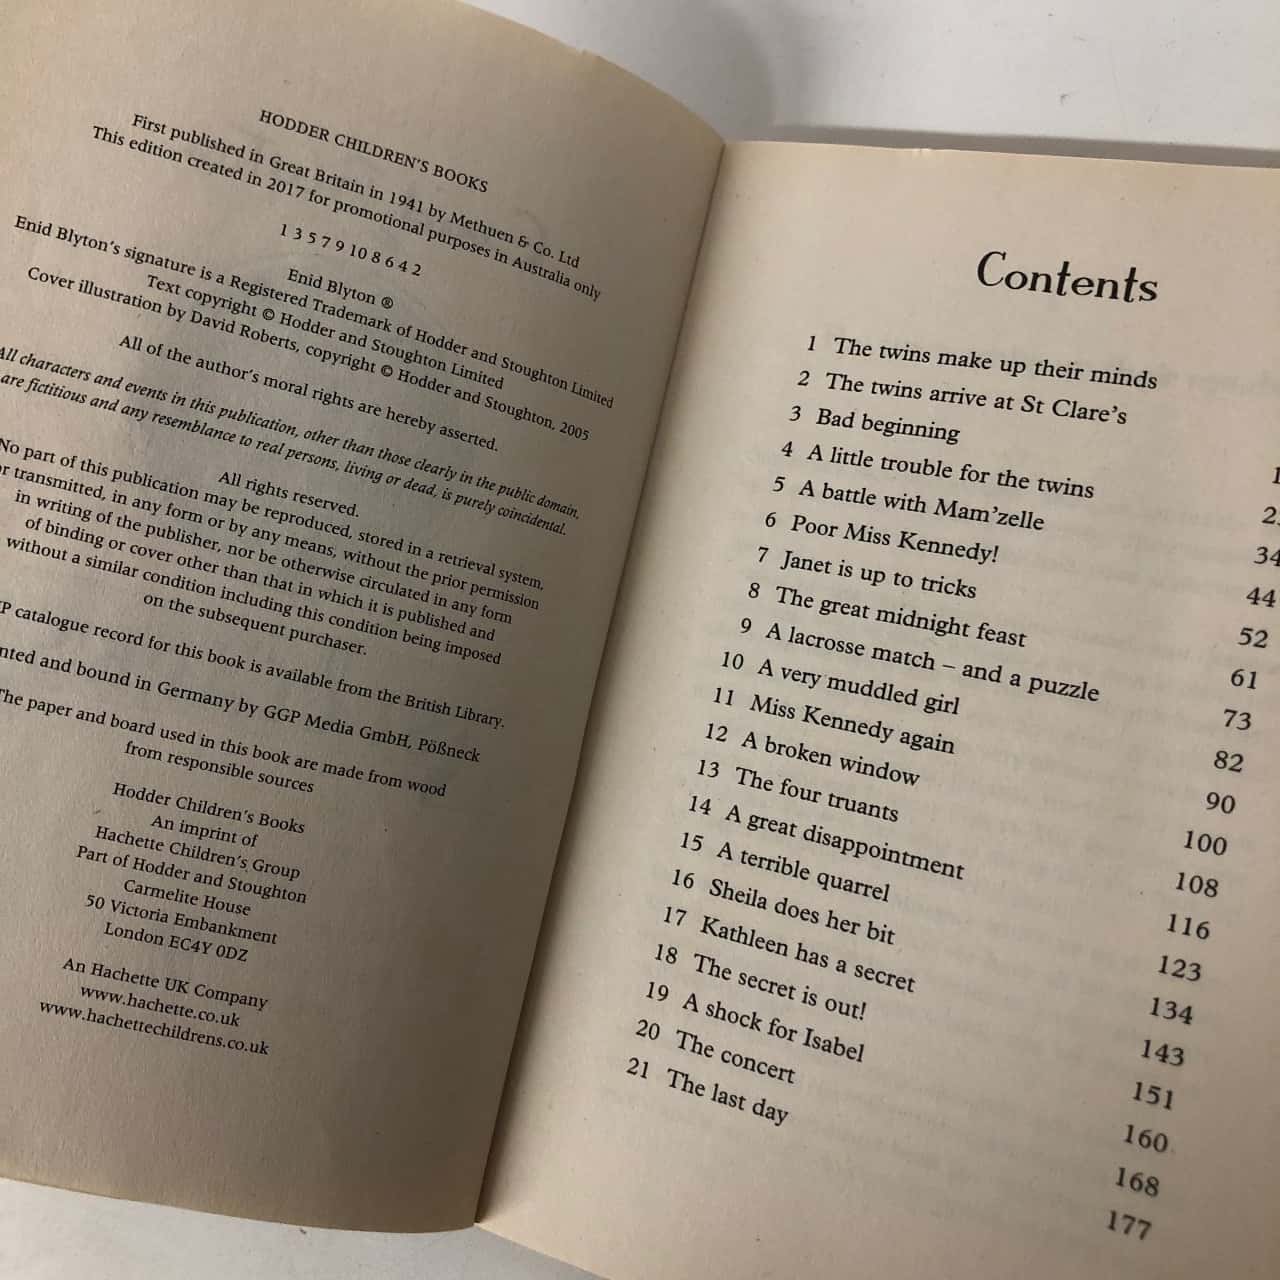 HODDER CHILDREN'S BOOKS
First published in Great Britain in 1941 by Methuen & Co. Ltd
This edition created in 2017 for promotional purposes in Australia only
1 3 5 7 9 10 8 6 4 2
Enid Blyton ®
Enid Blyton's signature is a Registered Trademark of Hodder and Stoughton Limited
Text copyright © Hodder and Stoughton Limited
Cover illustration by David Roberts, copyright © Hodder and Stoughton, 2005
All of the author's moral rights are hereby asserted.
All characters and events in this publication, other than those clearly in the public domain,
are fictitious and any resemblance to real persons, living or dead, is purely coincidental.
All rights reserved.
No part of this publication may be reproduced, stored in a retrieval system,
or transmitted, in any form or by any means, without the prior permission
in writing of the publisher, nor be otherwise circulated in any form
of binding or cover other than that in which it is published and
without a similar condition including this condition being imposed
on the subsequent purchaser.
catalogue record for this book is available from the British Library.
and bound in Germany by GGP Media GmbH, Pößneck
The paper and board used in this book are made from wood
from responsible sources
Hodder Children's Books
An imprint of
Hachette Children's Group
Part of Hodder and Stoughton
Carmelite House
50 Victoria Embankment
London EC4Y 0DZ
An Hachette UK Company
www.hachette.co.uk
www.hachettechildrens.co.uk
Contents
1 The twins make up their minds
2 The twins arrive at St Clare's
3 Bad beginning
4 A little trouble for the twins
5 A battle with Mam'zelle 34
6 Poor Miss Kennedy! 44
7 Janet is up to tricks 52
8 The great midnight feast 61
9 A lacrosse match – and a puzzle 73
10 A very muddled girl 82
11 Miss Kennedy again 90
12 A broken window 100
13 The four truants 108
14 A great disappointment 116
15 A terrible quarrel 123
16 Sheila does her bit 134
17 Kathleen has a secret 143
18 The secret is out! 151
19 A shock for Isabel 160
20 The concert 168
21 The last day 177